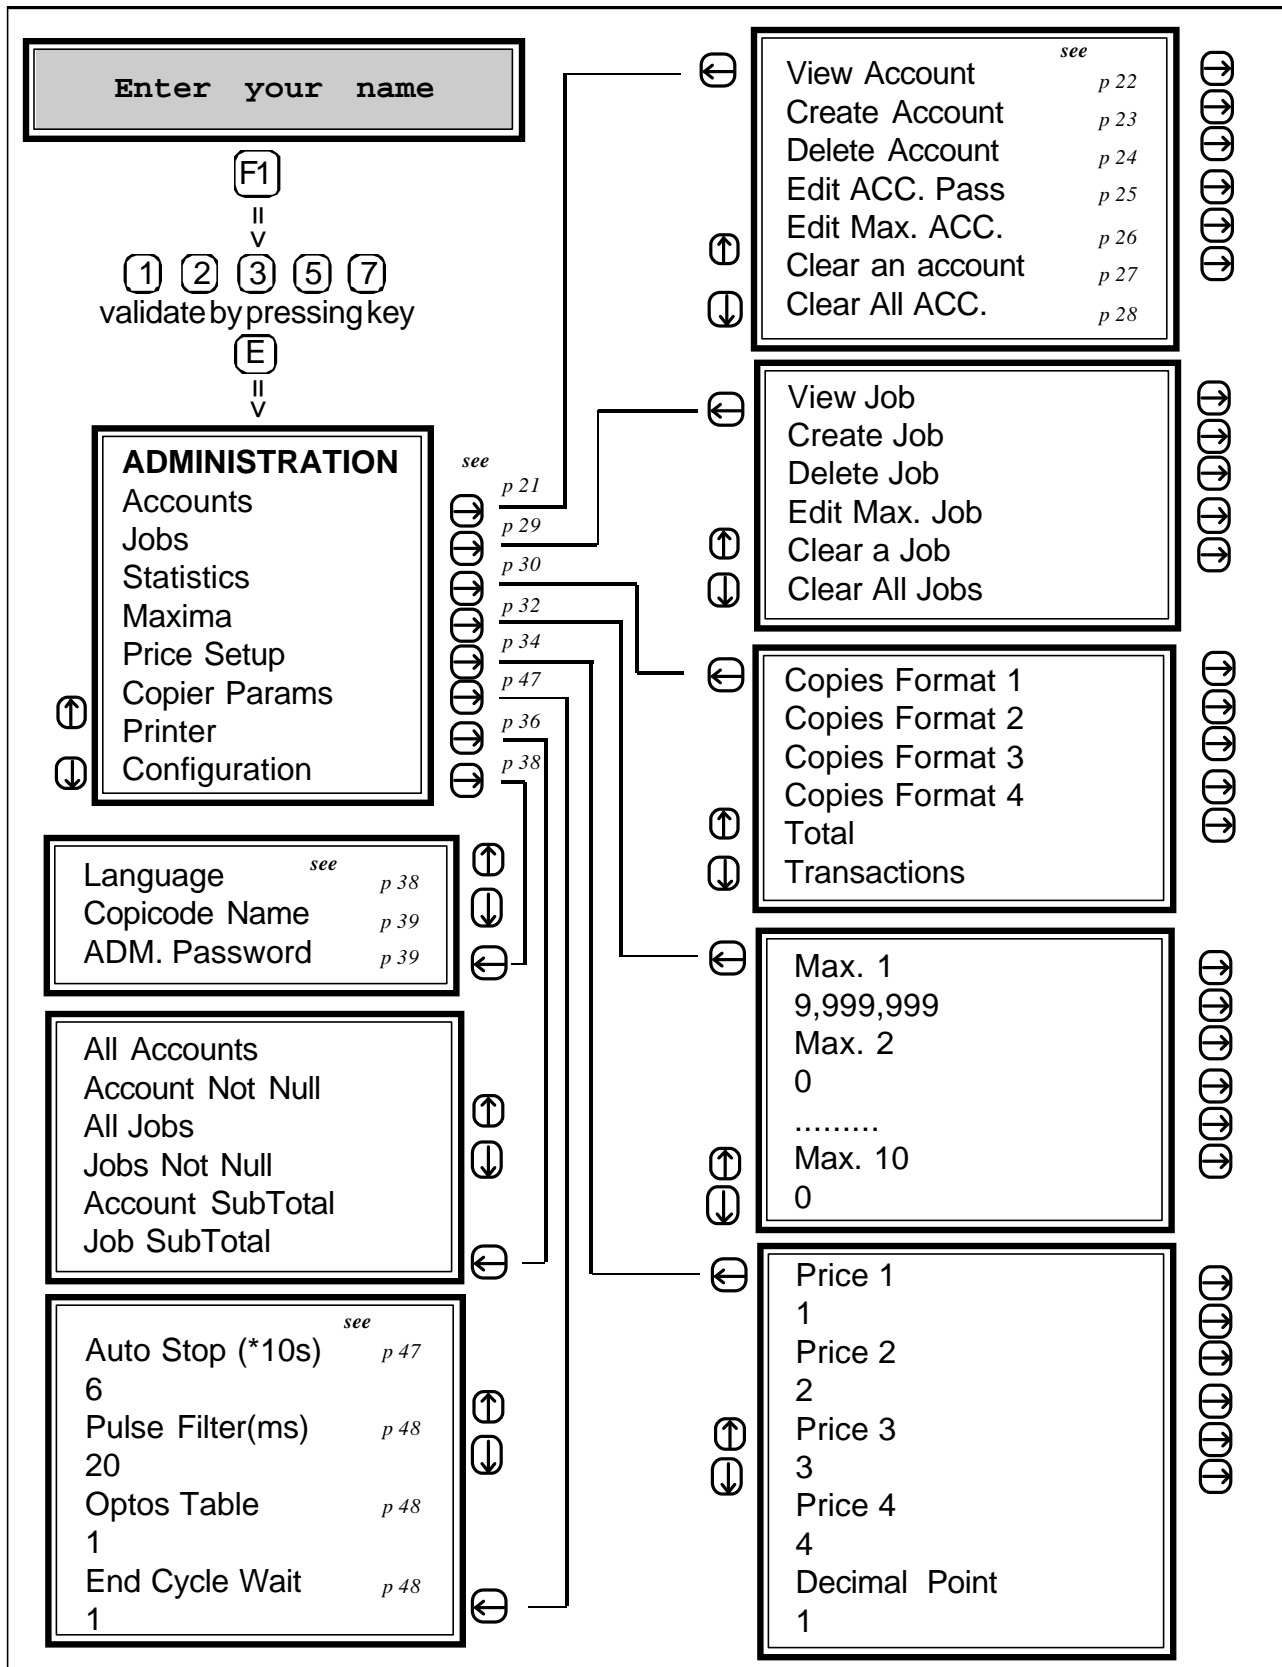 Enter your name
F1
=>
1 2 3 5 7
validate by pressing key
E
=>
ADMINISTRATION see
Accounts p 21
Jobs p 29
Statistics p 30
Maxima p 32
Price Setup p 34
Copier Params p 47
Printer p 36
Configuration p 38
see
Language p 38
Copicode Name p 39
ADM. Password p 39
All Accounts
Account Not Null
All Jobs
Jobs Not Null
Account SubTotal
Job SubTotal
see
Auto Stop (*10s) p 47
6
Pulse Filter(ms) p 48
20
Optos Table p 48
1
End Cycle Wait p 48
1
see
View Account p 22
Create Account p 23
Delete Account p 24
Edit ACC. Pass p 25
Edit Max. ACC. p 26
Clear an account p 27
Clear All ACC. p 28
View Job
Create Job
Delete Job
Edit Max. Job
Clear a Job
Clear All Jobs
Copies Format 1
Copies Format 2
Copies Format 3
Copies Format 4
Total
Transactions
Max. 1
9,999,999
Max. 2
0
.........
Max. 10
0
Price 1
1
Price 2
2
Price 3
3
Price 4
4
Decimal Point
1